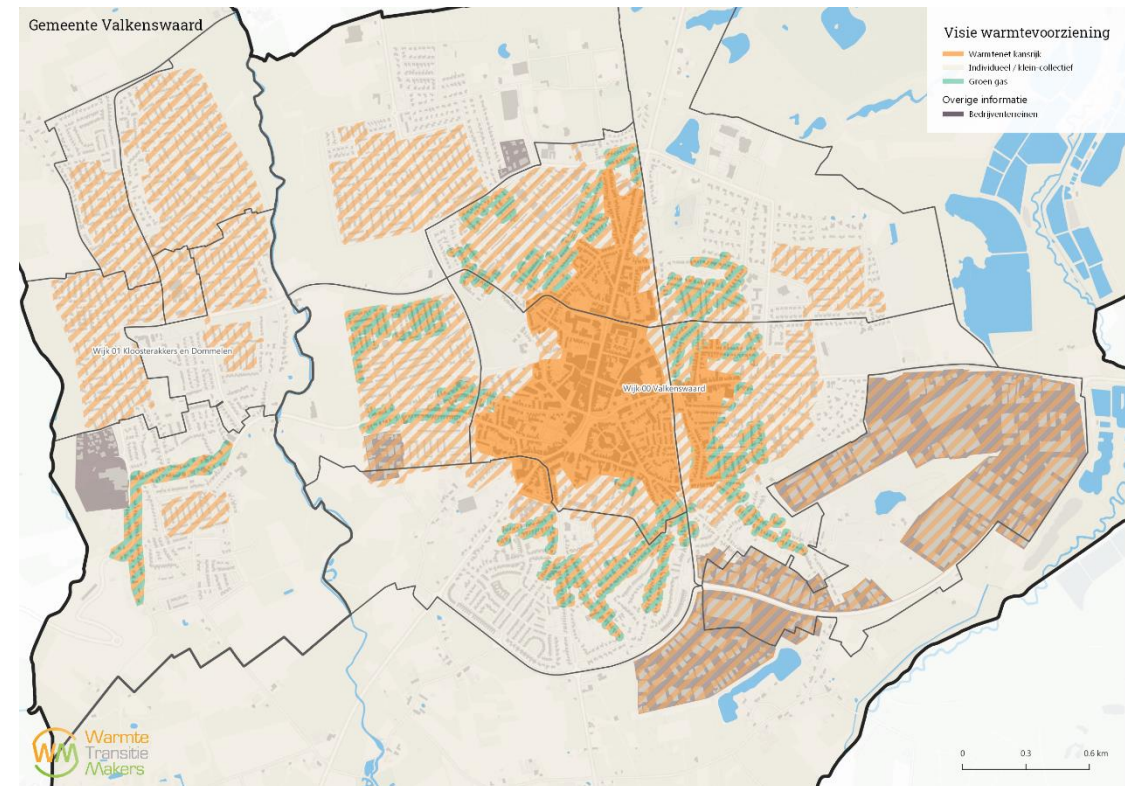 Gemeente Valkenswaard
Visie warmtevoorziening
Warmtenet kansrijk
Individueel / klein-collectief
Groen gas
Overige informatie
Bedrijventerreinen
Wijk 01 Kloosterakkers en Dommelen
Wijk 00 Valkenswaard
Warmte
Transitie
Makers
WM
0 0.3 0.6 km